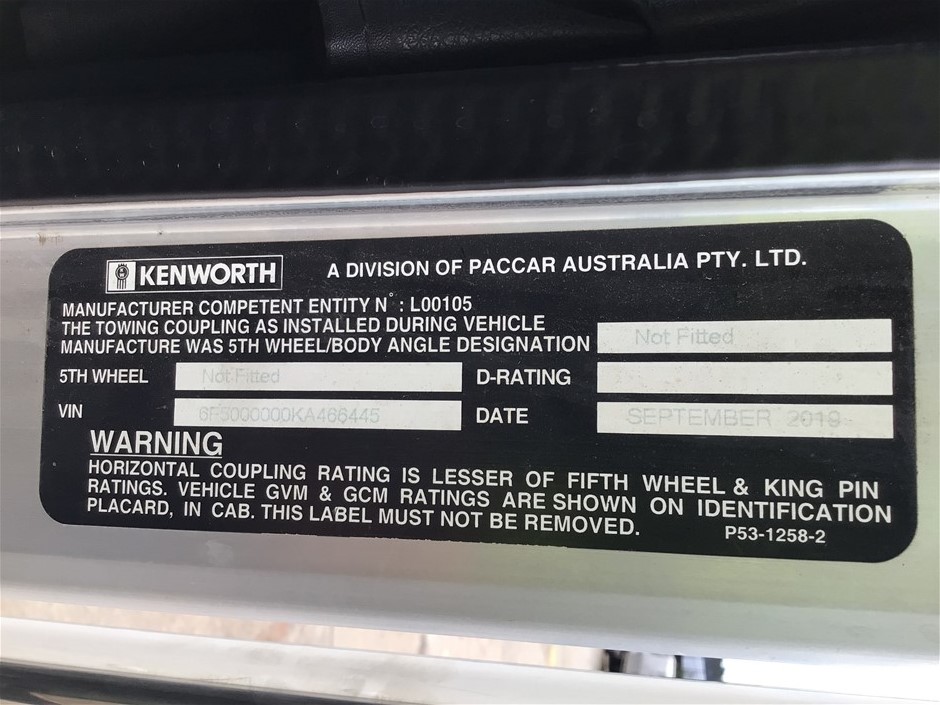 KENWORTH A DIVISION OF PACCAR AUSTRALIA PTY. LTD.
MANUFACTURER COMPETENT ENTITY N° : L00105
THE TOWING COUPLING AS INSTALLED DURING VEHICLE
MANUFACTURE WAS 5TH WHEEL/BODY ANGLE DESIGNATION Not Fitted
5TH WHEEL Not Fitted D-RATING
VIN DATE SEPTEMBER
WARNING
HORIZONTAL COUPLING RATING IS LESSER OF FIFTH WHEEL & KING PIN
RATINGS. VEHICLE GVM & GCM RATINGS ARE SHOWN ON IDENTIFICATION
PLACARD, IN CAB. THIS LABEL MUST NOT BE REMOVED.
P53-1258-2